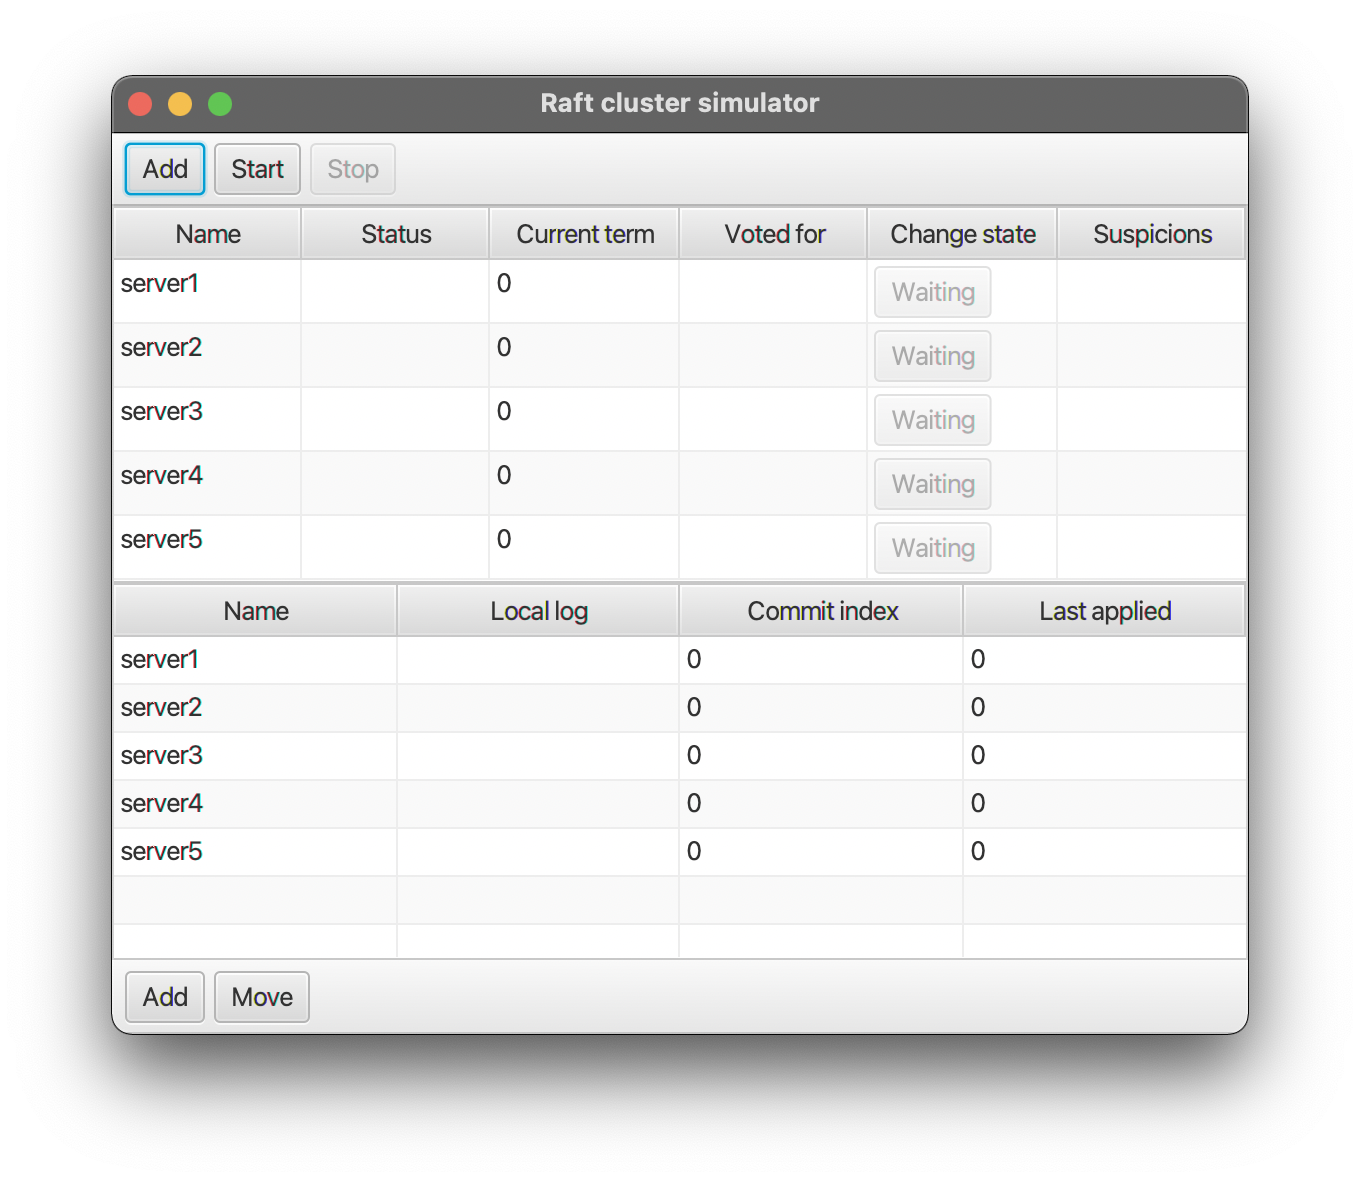 Raft cluster simulator
Add Start Stop
Name Status Current term Voted for Change state Suspicions
server1 0 Waiting
server2 0 Waiting
server3 0 Waiting
server4 0 Waiting
server5 0 Waiting
Name Local log Commit index Last applied
server1 0 0
server2 0 0
server3 0 0
server4 0 0
server5 0 0
Add Move